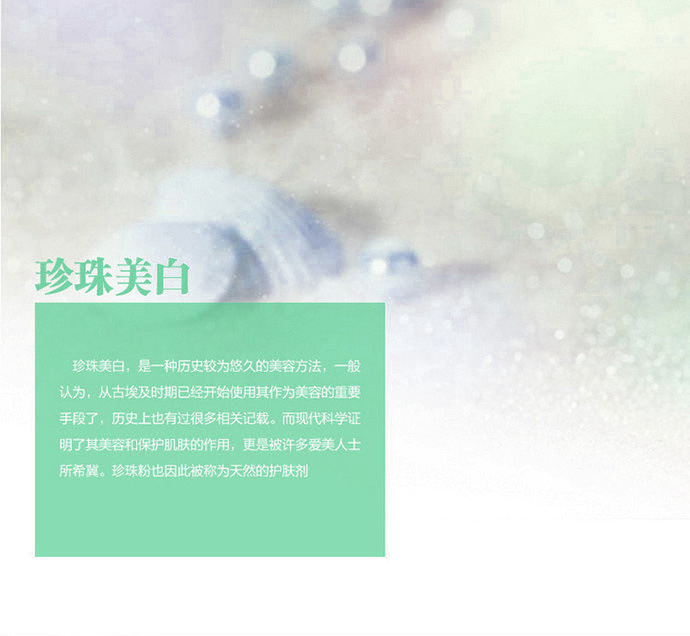 珍珠美白
珍珠美白，是一种历史较为悠久的美容方法，一般
认为，从古埃及时期已经开始使用其作为美容的重要
手段了，历史上也有过很多相关记载。而现代科学证
明了其美容和保护肌肤的作用，更是被许多爱美人士
所希冀。珍珠粉也因此被称为天然的护肤剂